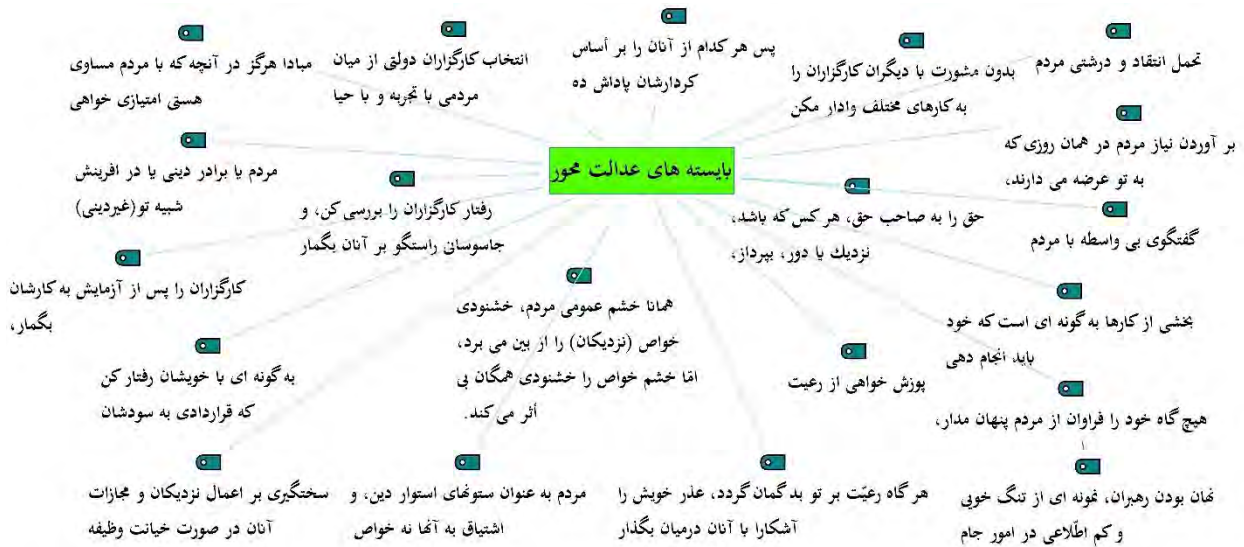 تحمل انتقاد و درشتی مردم
بدون مشورت با دیگران کارگزاران را
به کارهای مختلف وادار مکن
پس هر کدام از آنان را بر أساس
کردارشان پاداش ده
انتخاب کارگزاران دولتی از میان
مردمی با تجربه و با حیا
مبادا هرگز در آنچه که با مردم مساوی
هستی امتیازی خواهی
بر آوردن نیاز مردم در همان روزی که
به تو عرضه می دارند،
بایسته های عدالت محور
مردم یا برادر دینی یا در افرینش
شبیه تو(غیردینی)
گفتگوی بی واسطه با مردم
حق را به صاحب حق، هر کس که باشد،
نزدیك یا دور، بپرداز،
رفتار کارگزاران را بررسی کن، و
جاسوسانی راستگو بر آنان بگمار
کارگزاران را پس از آزمایش به کارشان
بگمار،
بخشی از کارها به گونه ای است که خود
باید انجام دهی
همانا خشم عمومی مردم، خشنودی
خواص (نزدیکان) را از بین می برد،
امّا خشم خواص را خشنودی همگان بی
أثر می کند.
پوزش خواهی از رعیت
به گونه ای با خویشان رفتار کن
که قراردادی به سودشان
هیچ گاه خود را فراوان از مردم پنهان مدار،
نهان بودن رهبران، نمونه ای از تنگ خویی
و کم اطّلاعی در امور جام
هر گاه رعیّت بر تو بد گمان گردد، عذر خویش را
آشکارا با آنان درمیان بگذار
مردم به عنوان ستونهای استوار دین، و
اشتیاق به آنها نه خواص
سختگیری بر اعمال نزدیکان و مجازات
آنان در صورت خیانت وظیفه